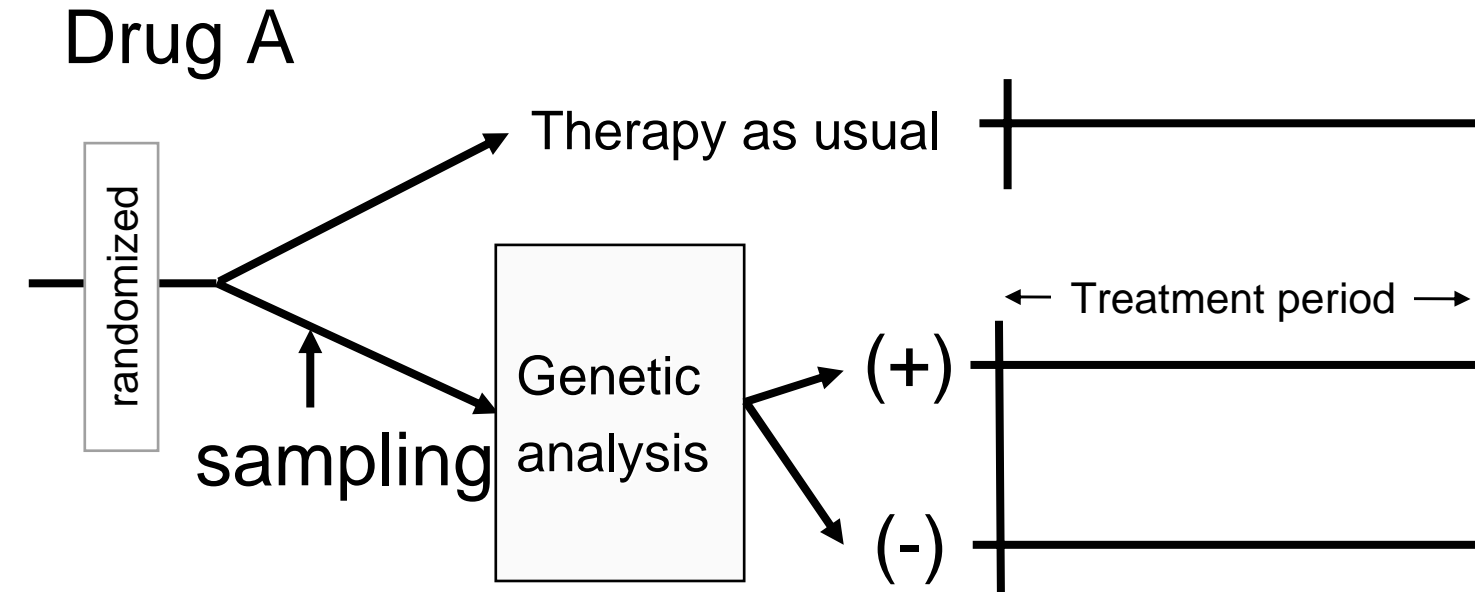 Drug A
Therapy as usual
randomized
Treatment period
Genetic
analysis
sampling
(+)
(-)